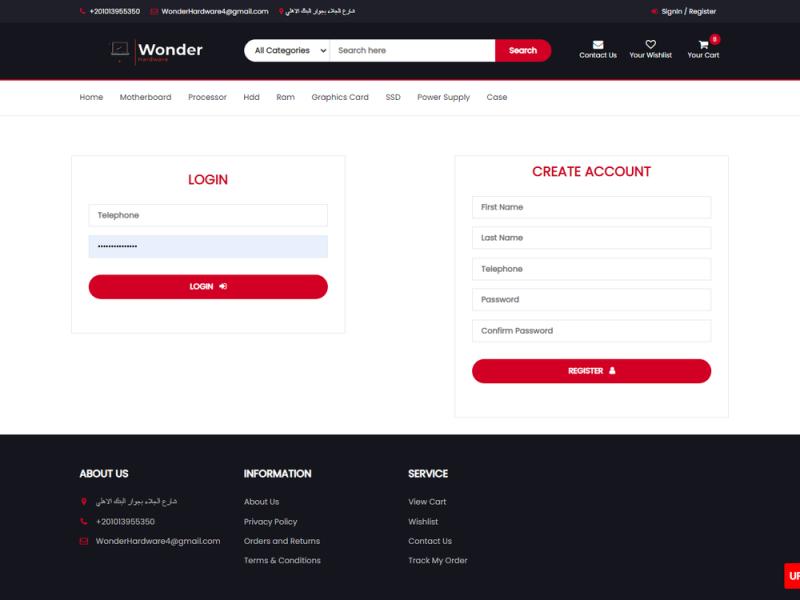 +201013955350 WonderHardware4@gmail.com شارع الجلاء بجوار البنك الاهلي SignIn / Register
Wonder
Hardware
All Categories Search here Search
Contact Us Your Wishlist Your Cart
Home Motherboard Processor Hdd Ram Graphics Card SSD Power Supply Case
LOGIN
Telephone
•••••••••••••••
LOGIN
CREATE ACCOUNT
First Name
Last Name
Telephone
Password
Confirm Password
REGISTER
ABOUT US
شارع الجلاء بجوار البنك الاهلي
+201013955350
WonderHardware4@gmail.com
INFORMATION
About Us
Privacy Policy
Orders and Returns
Terms & Conditions
SERVICE
View Cart
Wishlist
Contact Us
Track My Order